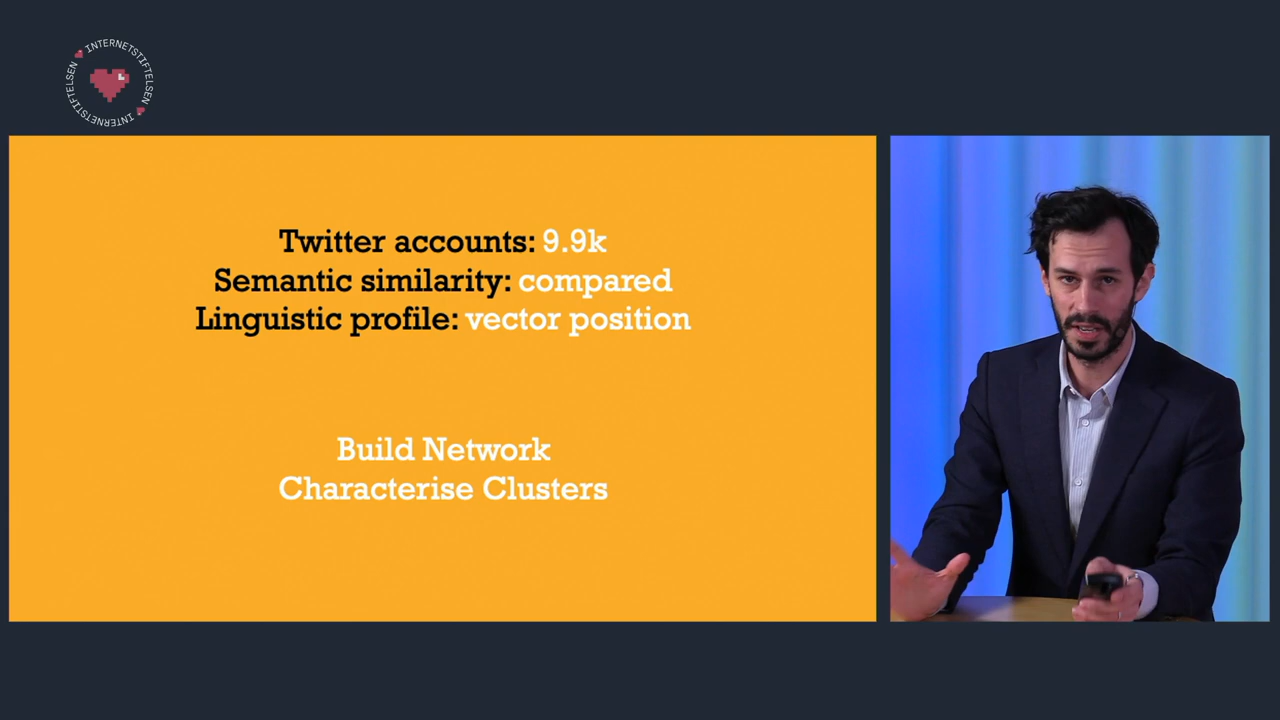 INTERNETSTIFTELSEN
INTERNETSTIFTELSEN
Twitter accounts: 9.9k
Semantic similarity: compared
Linguistic profile: vector position
Build Network
Characterise Clusters